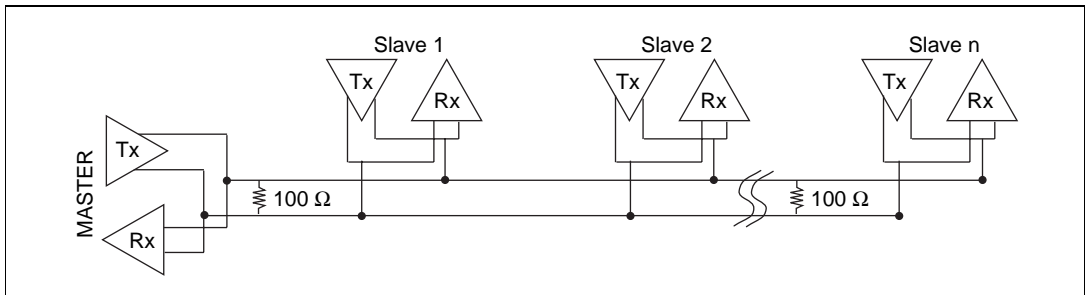 Slave 1
Slave 2
Slave n
Tx
Rx
Tx
Rx
Tx
Rx
MASTER
Tx
Rx
100 Ω
100 Ω